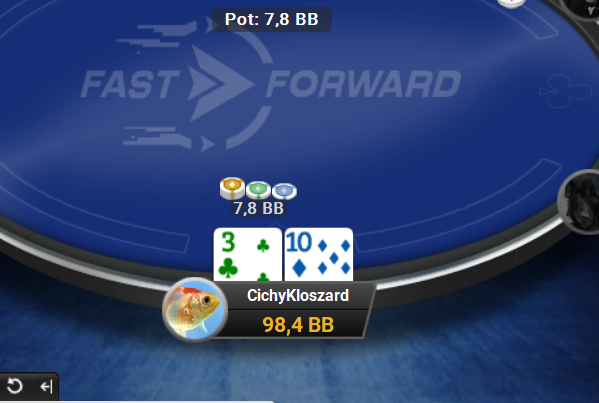 Pot: 7,8 BB
FAST FORWARD
7,8 BB
3
10
CichyKloszard
98,4 BB